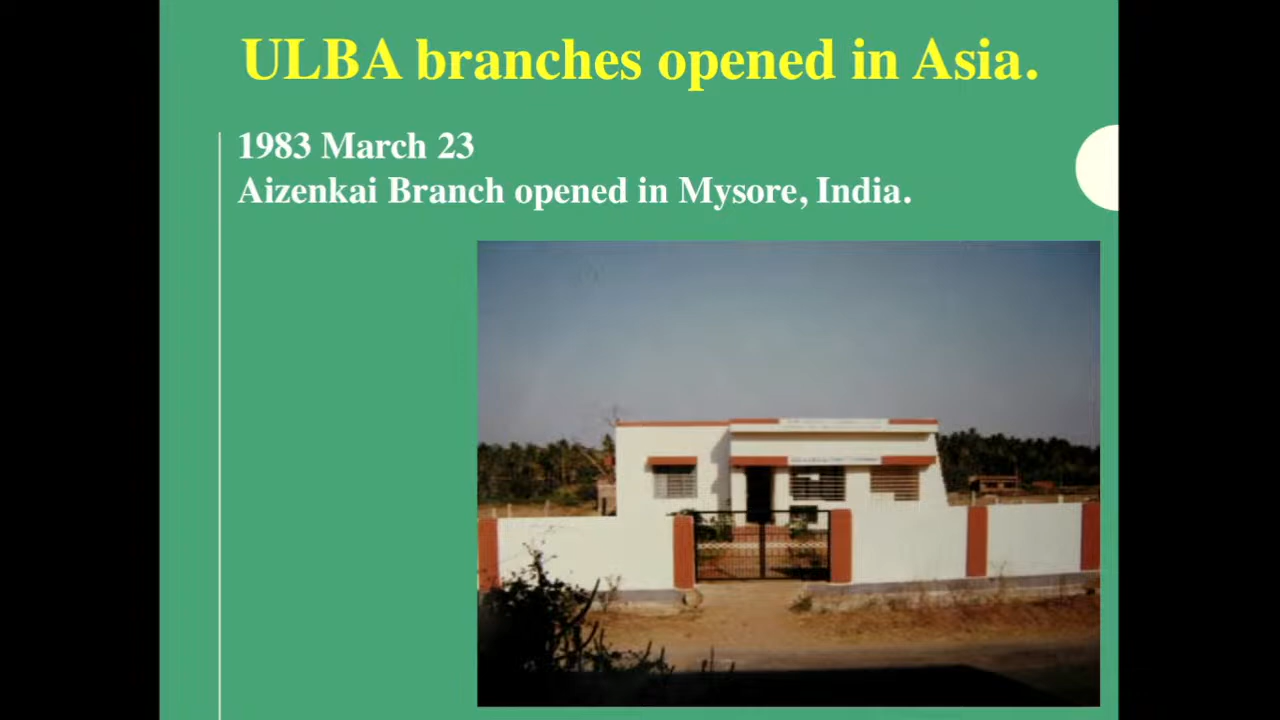 ULBA branches opened in Asia.
1983 March 23
Aizenkai Branch opened in Mysore, India.